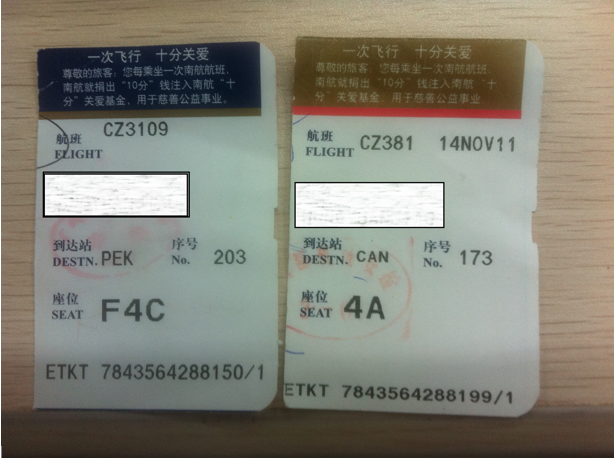 一次飞行 十分关爱
尊敬的旅客:您每乘坐一次南航航班,
南航就捐出"10分"钱注入南航"十
分"关爱基金、用于慈善公益事业。
航班
FLIGHT CZ3109
到达站
DESTN. PEK
序号
No. 203
座位
SEAT F4C
ETKT 7843564288150/1
一次飞行 十分关爱
尊敬的旅客:您每乘坐一次南航航班,
南航就捐出"10分"钱注入南航"十
分"关爱基金、用于慈善公益事业。
航班
FLIGHT CZ381 14NOV11
到达站
DESTN. CAN
序号
No. 173
座位
SEAT 4A
ETKT 7843564288199/1